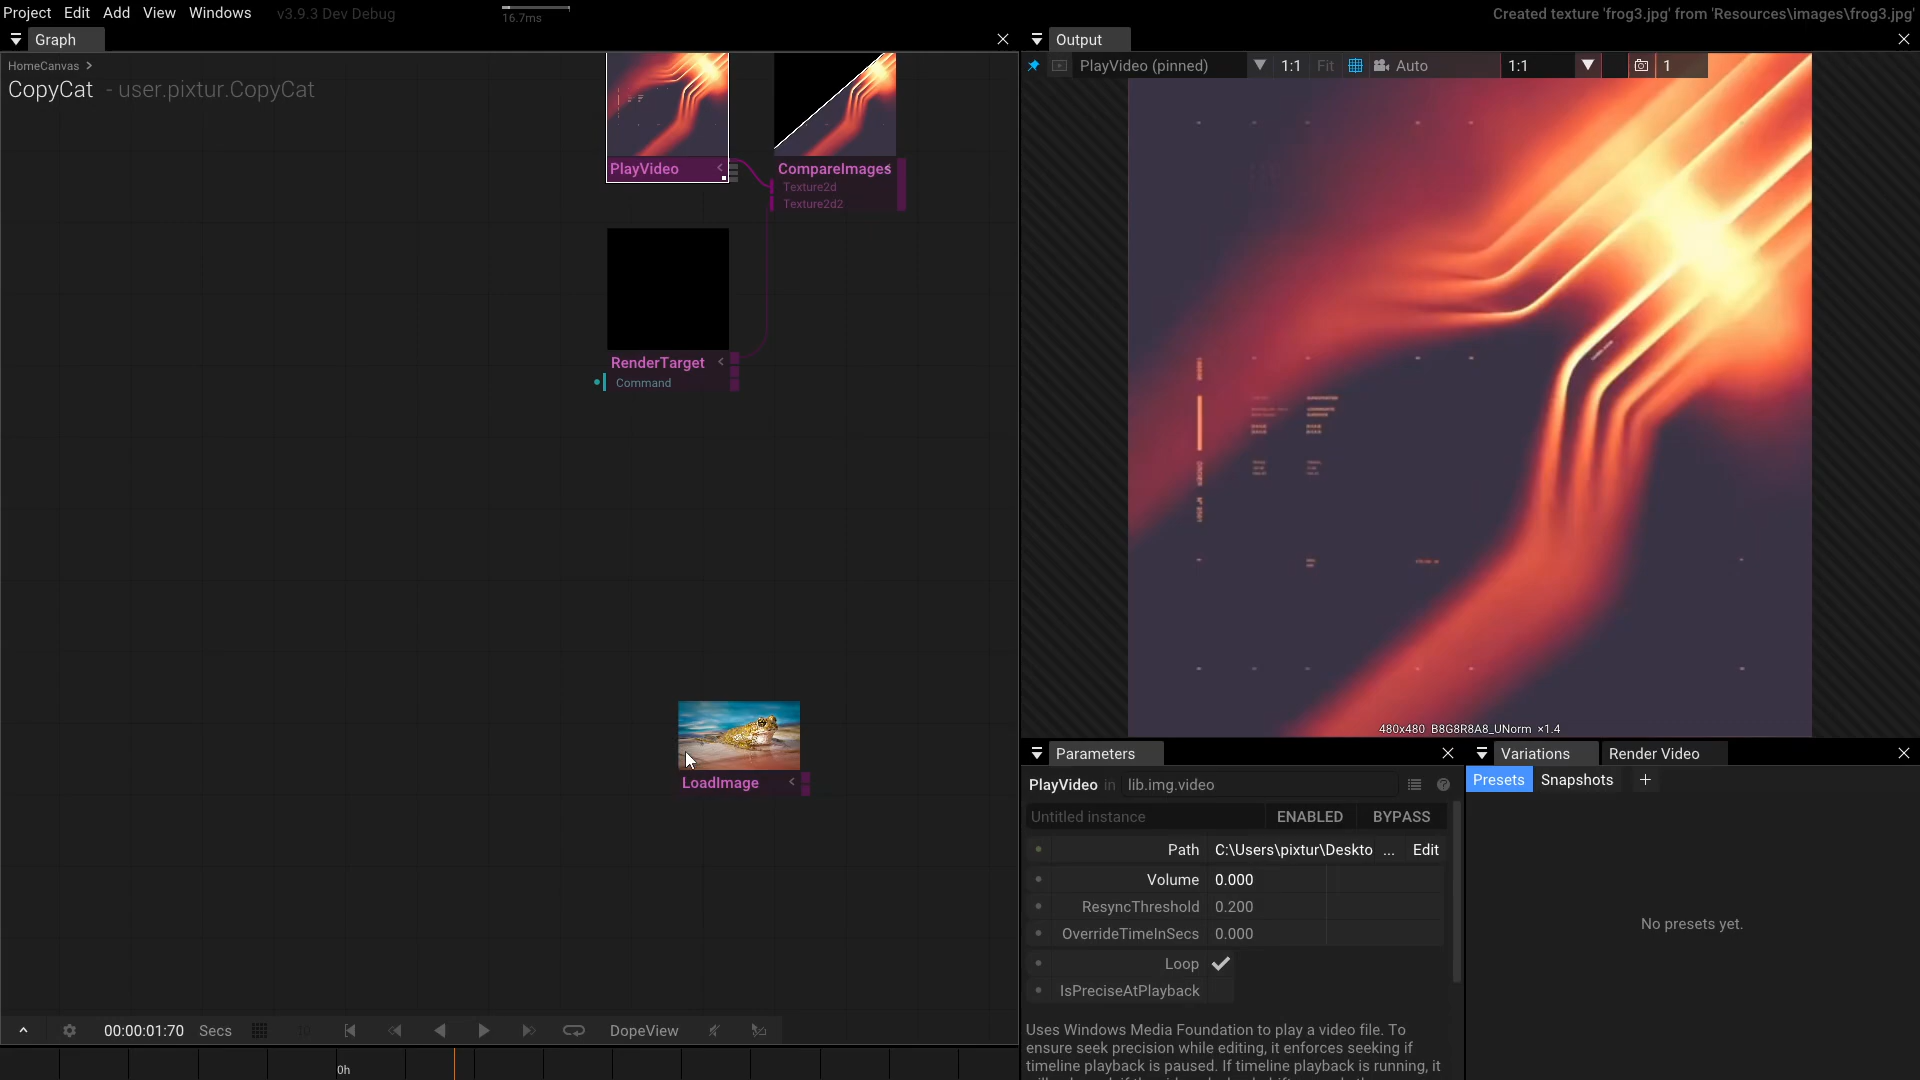 Project Edit Add View Windows v3.9.3 Dev Debug 16.7ms Created texture 'frog3.jpg' from 'Resources\images\frog3.jpg'
Graph
HomeCanvas >
CopyCat - user.pixtur.CopyCat
PlayVideo <
CompareImages
Texture2d
Texture2d2
RenderTarget <
Command
LoadImage <
00:00:01:70 Secs DopeView
0h
Output
PlayVideo (pinned) 1:1 Fit Auto 1:1 1
480x480 B8G8R8A8_UNorm ×1.4
Parameters
PlayVideo in lib.img.video
Untitled instance ENABLED BYPASS
Path C:\Users\pixtur\Deskto ... Edit
Volume 0.000
ResyncThreshold 0.200
OverrideTimeInSecs 0.000
Loop
IsPreciseAtPlayback
Uses Windows Media Foundation to play a video file. To
ensure seek precision while editing, it enforces seeking if
timeline playback is paused. If timeline playback is running, it
Variations Render Video
Presets Snapshots +
No presets yet.